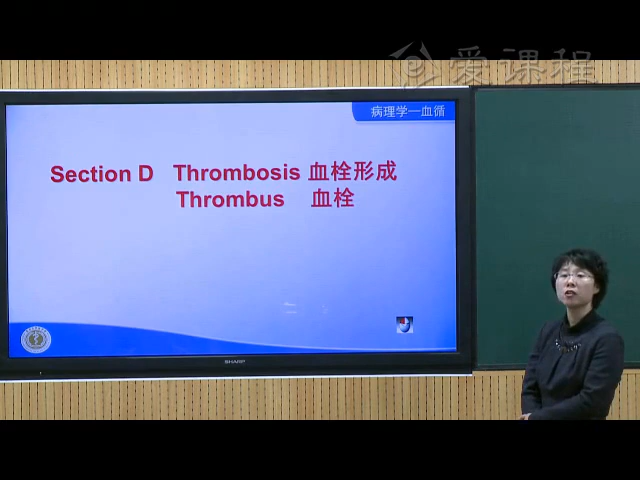 爱课程
病理学—血循
Section D Thrombosis 血栓形成
Thrombus 血栓
SHARP